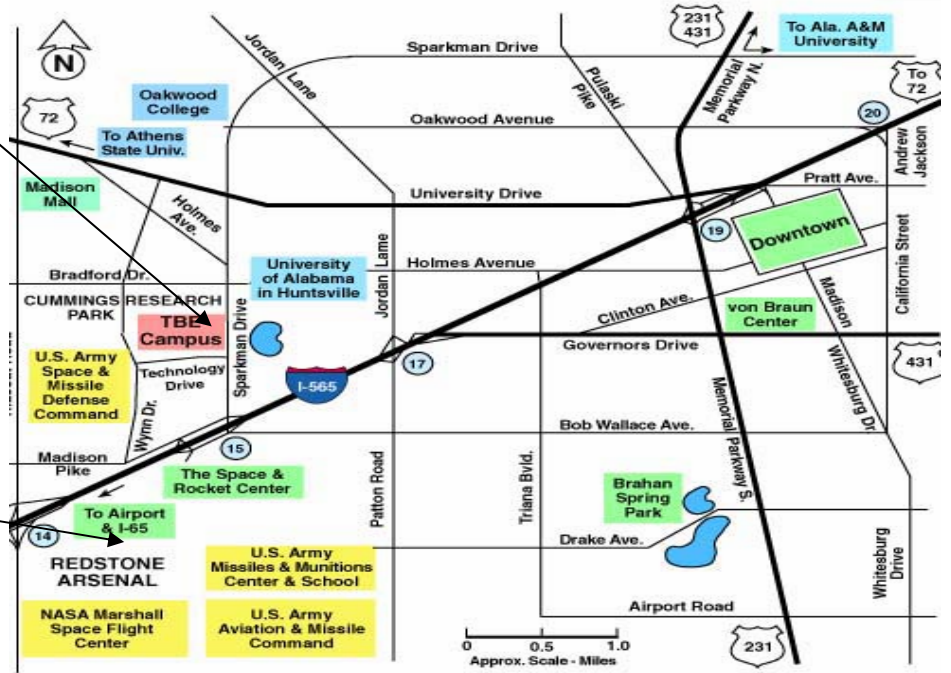 N
231
431
To Ala. A&M
University
Sparkman Drive
Jordan Lane
Pulaski
Pike
Memorial
Parkway N.
To
72
72
Oakwood
College
To Athens
State Univ.
Oakwood Avenue
20
Andrew
Jackson
Madison
Mall
Holmes
Ave.
University Drive
Pratt Ave.
19
Downtown
California Street
Bradford Dr.
University
of Alabama
in Huntsville
Jordan Lame
Holmes Avenue
CUMMINGS RESEARCH
PARK
TBE
Campus
Sparkman Drive
Clinton Ave.
von Braun
Center
Madison
Governors Drive
17
431
U.S. Army
Space &
Missile
Defense
Command
Technology
Drive
I-565
Whitesburg Dr.
Wynn Dr.
15
Bob Wallace Ave.
Memorial Parkway S.
Madison
Pike
The Space &
Rocket Center
Patton Road
Triana Bvld.
Brahan
Spring
Park
To Airport
& I-65
14
Drake Ave.
Whitesburg
Drive
REDSTONE
ARSENAL
U.S. Army
Missiles & Munitions
Center & School
NASA Marshall
Space Flight
Center
U.S. Army
Aviation & Missile
Command
Airport Road
0
0.5
1.0
Approx. Scale - Miles
231